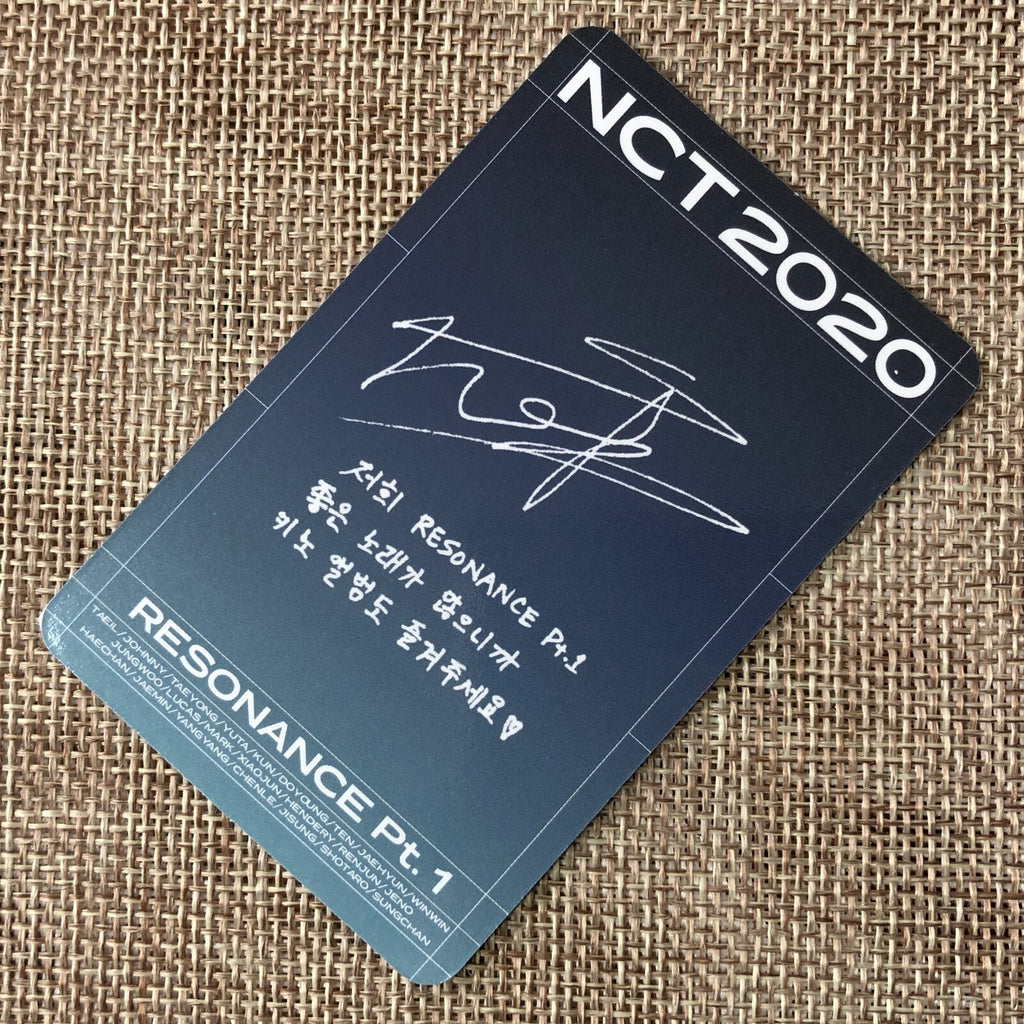 NCT 2020
저희 RESONANCE Pt.1
좋은 노래가 많으니까
키노 앨범도 즐겨주세요♡
RESONANCE Pt. 1
TAEIL/JOHNNY/TAEYONG/YUTA/KUN/DOYOUNG/TEN/JAEHYUN/WINWIN
JUNGWOO/LUCAS/MARK/XIAOJUN/HENDERY/RENJUN/JENO
HAECHAN/JAEMIN/YANGYANG/CHENLE/JISUNG/SHOTARO/SUNGCHAN